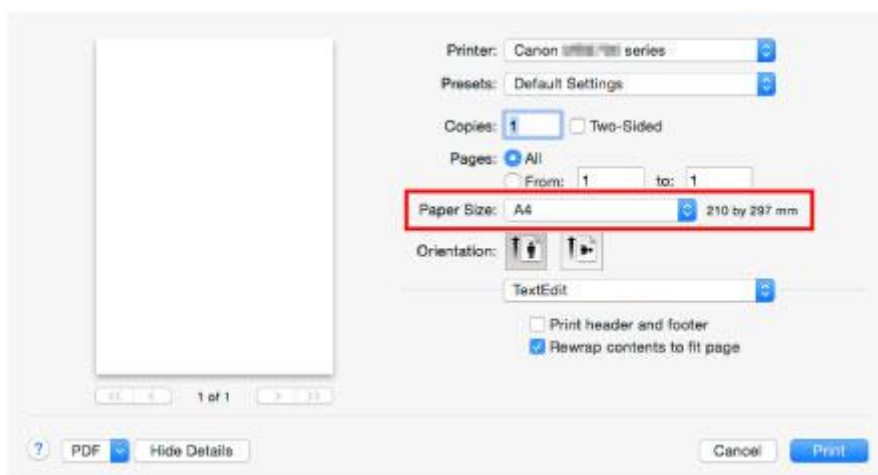 Printer: Canon series
Presets: Default Settings
Copies: 1 Two-Sided
Pages: All
From: 1 to: 1
Paper Size: A4 210 by 297 mm
Orientation:
TextEdit
Print header and footer
Rewrap contents to fit page
1 of 1
? PDF Hide Details Cancel Print